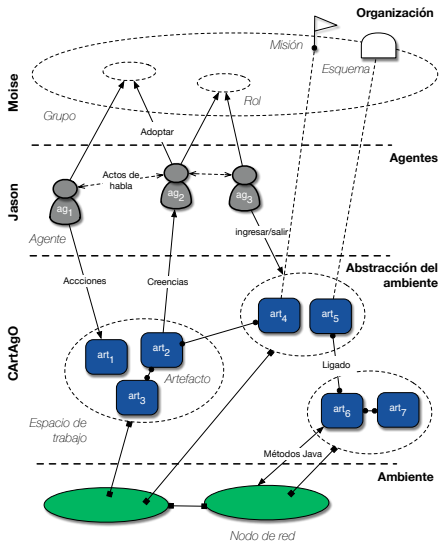 Organización
Misión
Esquema
Moise
Grupo
Rol
Adoptar
Agentes
Actos de
habla
Jason
ag1
ag2
ag3
Agente
ingresar/salir
Abstracción del
ambiente
Accciones
Creencias
CArtAgO
art1
art2
art3
art4
art5
Artefacto
Ligado
Espacio de
trabajo
art6
art7
Métodos Java
Ambiente
Nodo de red